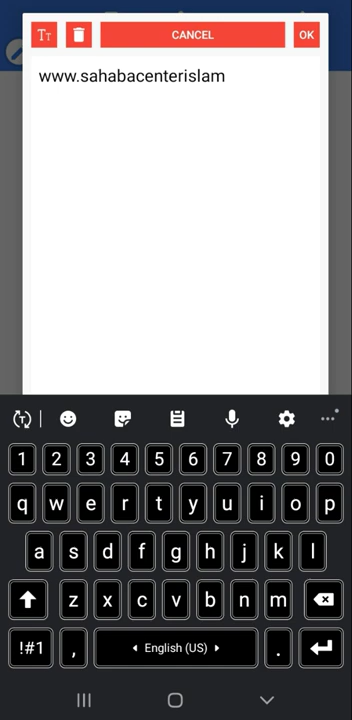 Tт CANCEL OK
www.sahabacenterislam
1 2 3 4 5 6 7 8 9 0
q w e r t y u i o p
a s d f g h j k l
z x c v b n m
!#1 , English (US) .